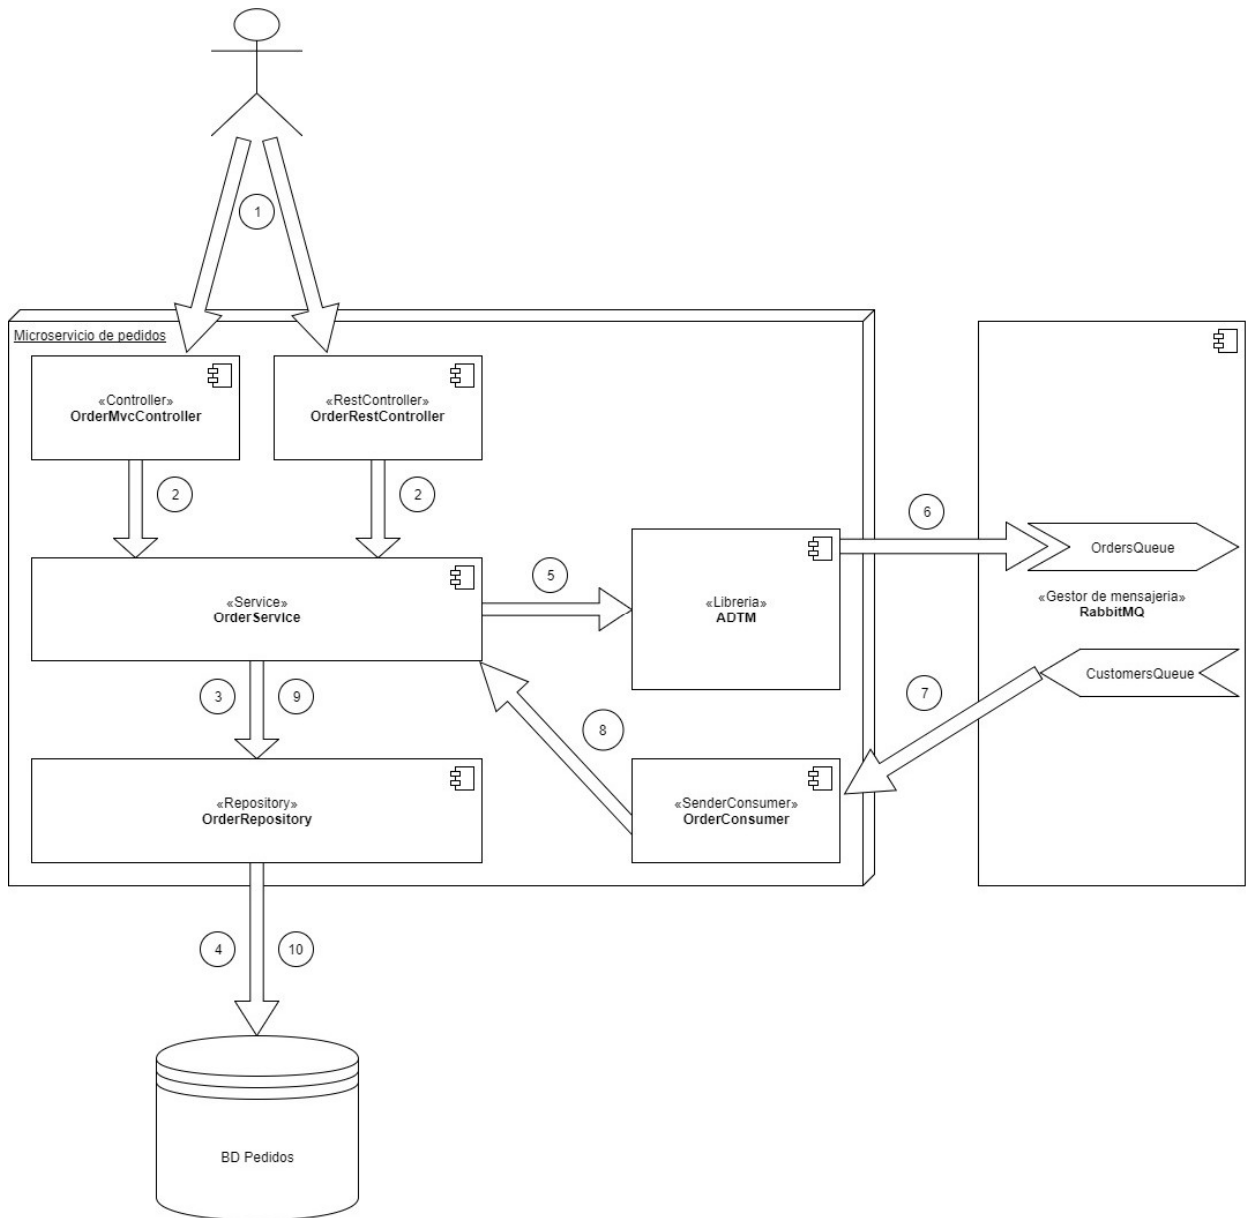 1
Microservicio de pedidos
«Controller»
OrderMvcController
«RestController»
OrderRestController
2
2
6
OrdersQueue
5
«Service»
OrderService
«Libreria»
ADTM
«Gestor de mensajeria»
RabbitMQ
CustomersQueue
3
9
7
8
«Repository»
OrderRepository
«SenderConsumer»
OrderConsumer
4
10
BD Pedidos